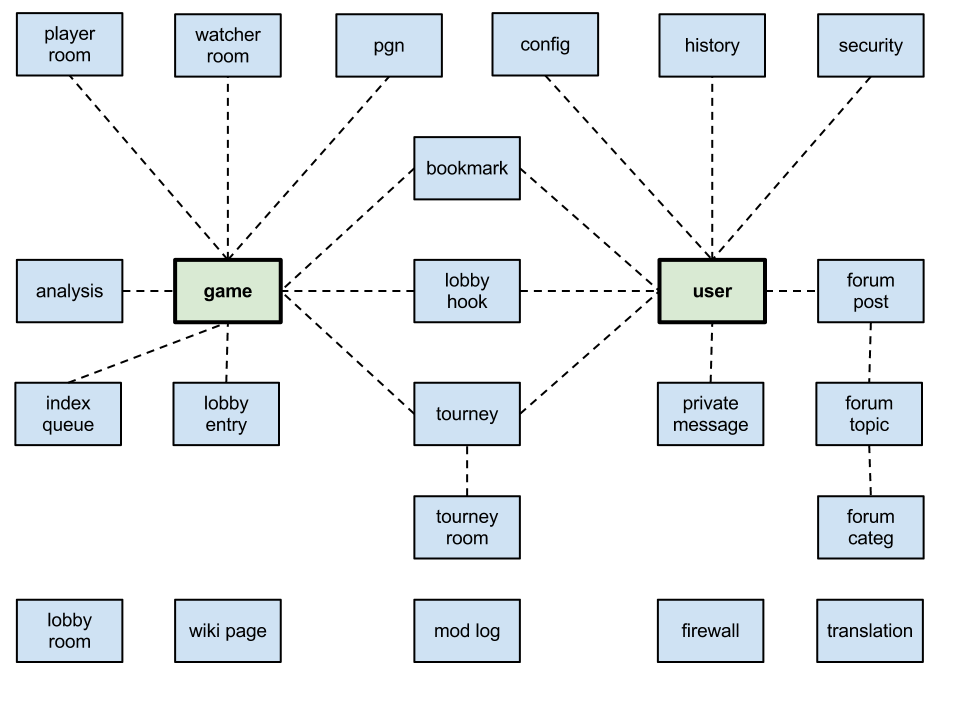 player
room
watcher
room
pgn
config
history
security
bookmark
analysis
game
lobby
hook
user
forum
post
index
queue
lobby
entry
tourney
private
message
forum
topic
tourney
room
forum
categ
lobby
room
wiki page
mod log
firewall
translation